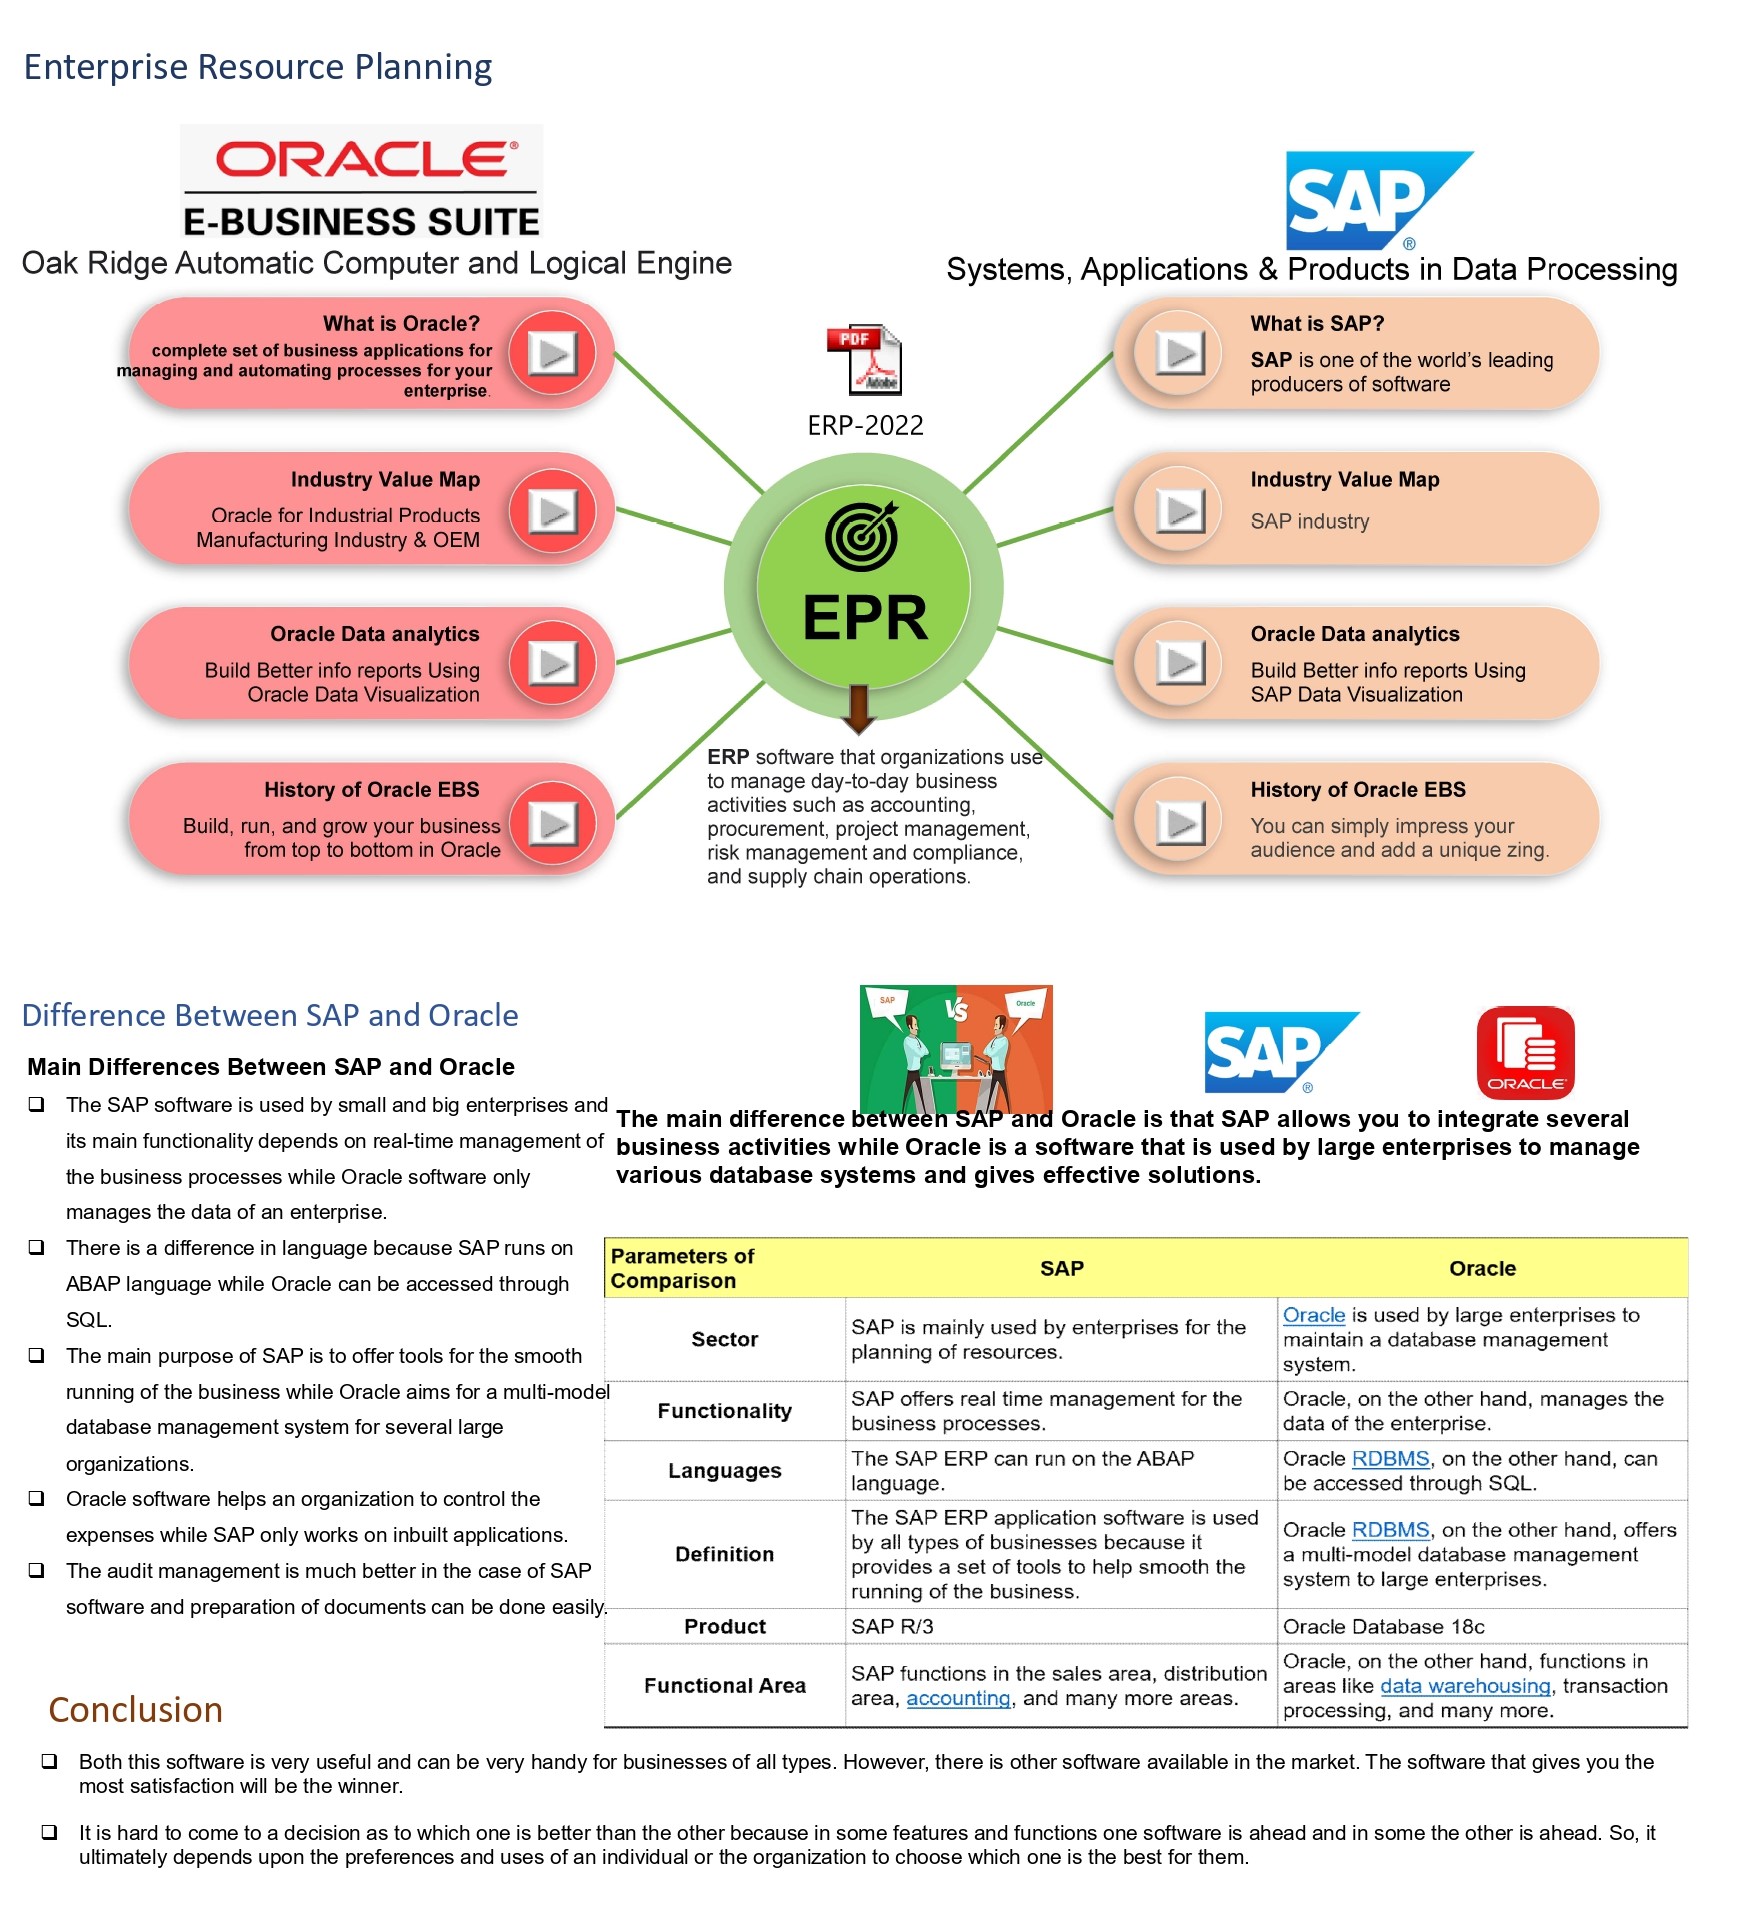 Enterprise Resource Planning
ORACLE®
E-BUSINESS SUITE
Oak Ridge Automatic Computer and Logical Engine
SAP
®
Systems, Applications & Products in Data Processing
What is Oracle?
complete set of business applications for
managing and automating processes for your
enterprise.
Industry Value Map
Oracle for Industrial Products
Manufacturing Industry & OEM
Oracle Data analytics
Build Better info reports Using
Oracle Data Visualization
History of Oracle EBS
Build, run, and grow your business
from top to bottom in Oracle
PDF
Adobe
ERP-2022
EPR
ERP software that organizations use
to manage day-to-day business
activities such as accounting,
procurement, project management,
risk management and compliance,
and supply chain operations.
What is SAP?
SAP is one of the world's leading
producers of software
Industry Value Map
SAP industry
Oracle Data analytics
Build Better info reports Using
SAP Data Visualization
History of Oracle EBS
You can simply impress your
audience and add a unique zing.
Difference Between SAP and Oracle
Main Differences Between SAP and Oracle
❑ The SAP software is used by small and big enterprises and
its main functionality depends on real-time management of
the business processes while Oracle software only
manages the data of an enterprise.
❑ There is a difference in language because SAP runs on
ABAP language while Oracle can be accessed through
SQL.
❑ The main purpose of SAP is to offer tools for the smooth
running of the business while Oracle aims for a multi-model
database management system for several large
organizations.
❑ Oracle software helps an organization to control the
expenses while SAP only works on inbuilt applications.
❑ The audit management is much better in the case of SAP
software and preparation of documents can be done easily.
SAP
VS
Oracle
SAP
®
ORACLE
The main difference between SAP and Oracle is that SAP allows you to integrate several
business activities while Oracle is a software that is used by large enterprises to manage
various database systems and gives effective solutions.
Parameters of
Comparison
SAP
Oracle
Sector
SAP is mainly used by enterprises for the
planning of resources.
Oracle is used by large enterprises to
maintain a database management
system.
Functionality
SAP offers real time management for the
business processes.
Oracle, on the other hand, manages the
data of the enterprise.
Languages
The SAP ERP can run on the ABAP
language.
Oracle RDBMS, on the other hand, can
be accessed through SQL.
Definition
The SAP ERP application software is used
by all types of businesses because it
provides a set of tools to help smooth the
running of the business.
Oracle RDBMS, on the other hand, offers
a multi-model database management
system to large enterprises.
Product
SAP R/3
Oracle Database 18c
Functional Area
SAP functions in the sales area, distribution
area, accounting, and many more areas.
Oracle, on the other hand, functions in
areas like data warehousing, transaction
processing, and many more.
Conclusion
❑ Both this software is very useful and can be very handy for businesses of all types. However, there is other software available in the market. The software that gives you the
most satisfaction will be the winner.
❑ It is hard to come to a decision as to which one is better than the other because in some features and functions one software is ahead and in some the other is ahead. So, it
ultimately depends upon the preferences and uses of an individual or the organization to choose which one is the best for them.